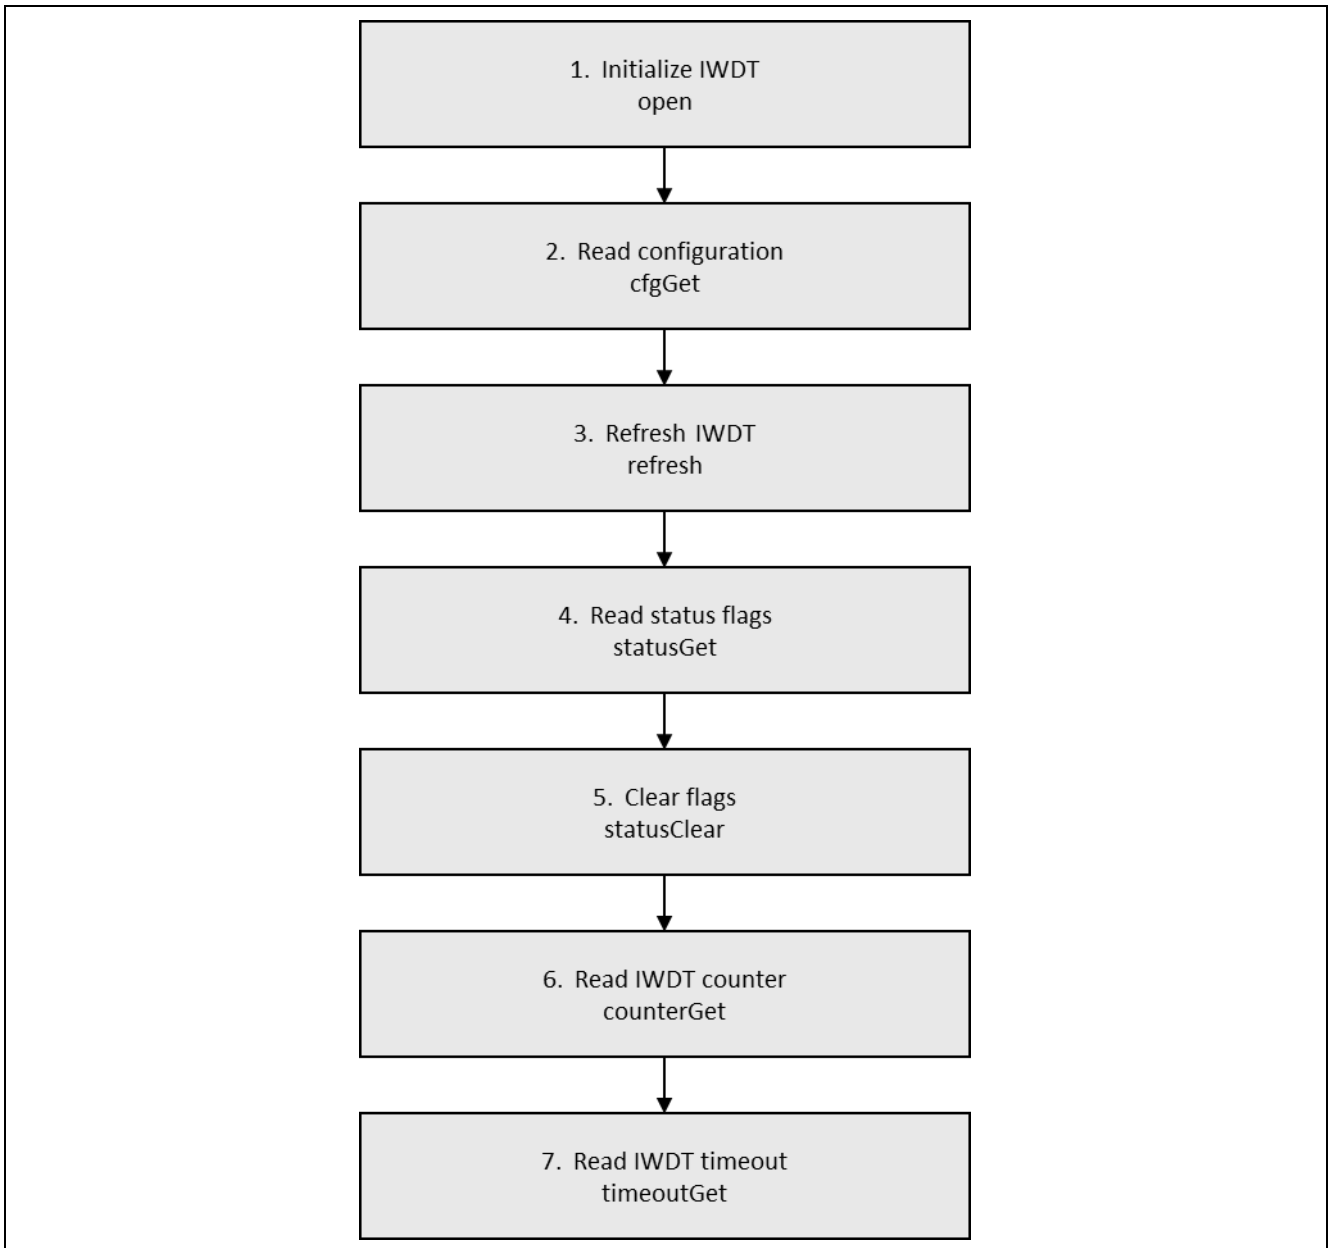 1. Initialize IWDT
open
2. Read configuration
cfgGet
3. Refresh IWDT
refresh
4. Read status flags
statusGet
5. Clear flags
statusClear
6. Read IWDT counter
counterGet
7. Read IWDT timeout
timeoutGet